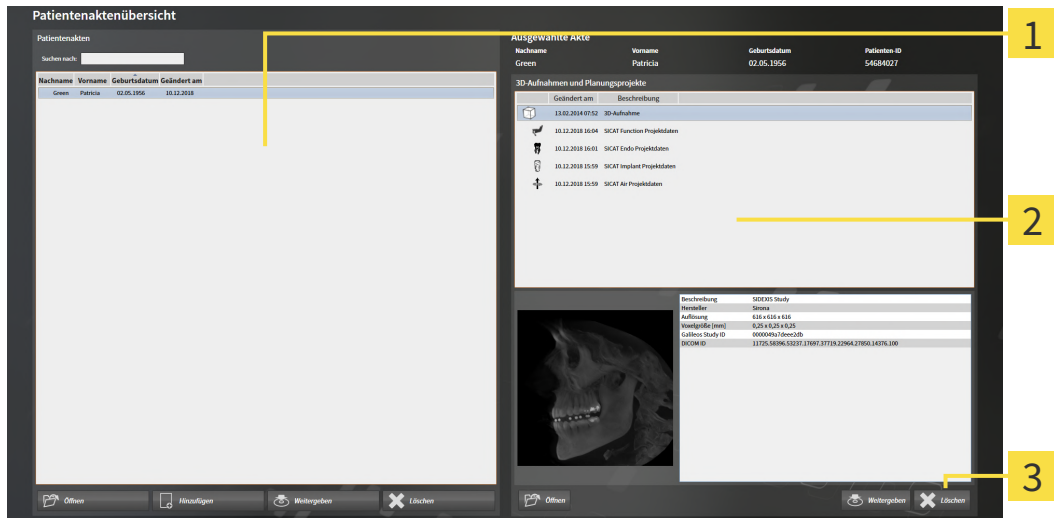 Patientenaktenübersicht
Patientenakten
Suchen nach:
Nachname Vorname Geburtsdatum Geändert am
Green Patricia 02.05.1956 10.12.2018
Öffnen Hinzufügen Weitergeben Löschen
Ausgewählte Akte
Nachname Vorname Geburtsdatum Patienten-ID
Green Patricia 02.05.1956 54684027
3D-Aufnahmen und Planungsprojekte
Geändert am Beschreibung
13.02.2014 07:52 3D-Aufnahme
10.12.2018 16:04 SICAT Function Projektdaten
10.12.2018 16:01 SICAT Endo Projektdaten
10.12.2018 15:59 SICAT Implant Projektdaten
10.12.2018 15:59 SICAT Air Projektdaten
Beschreibung SIDEXIS Study
Hersteller Sirona
Auflösung 616 x 616 x 616
Voxelgröße [mm] 0,25 x 0,25 x 0,25
Galileos Study ID 0000049a7deee2db
DICOM ID 11725.58396.53237.17697.37719.22964.27850.14376.100
Öffnen Weitergeben Löschen
1
2
3